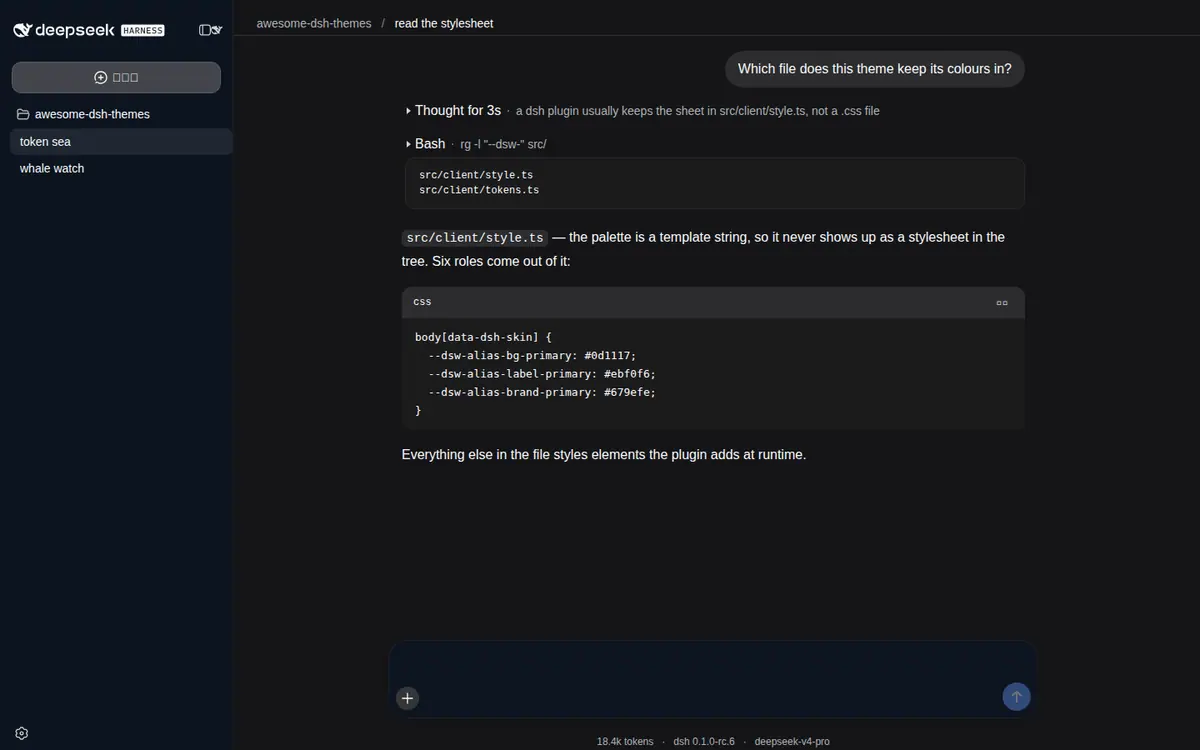 deepseek HARNESS
awesome-dsh-themes
token sea
whale watch
awesome-dsh-themes / read the stylesheet
Which file does this theme keep its colours in?
Thought for 3s · a dsh plugin usually keeps the sheet in src/client/style.ts, not a .css file
Bash · rg -l "--dsw-" src/
src/client/style.ts
src/client/tokens.ts
src/client/style.ts — the palette is a template string, so it never shows up as a stylesheet in the
tree. Six roles come out of it:
css
body[data-dsh-skin] {
--dsw-alias-bg-primary: #0d1117;
--dsw-alias-label-primary: #ebf0f6;
--dsw-alias-brand-primary: #679efe;
}
Everything else in the file styles elements the plugin adds at runtime.
18.4k tokens · dsh 0.1.0-rc.6 · deepseek-v4-pro